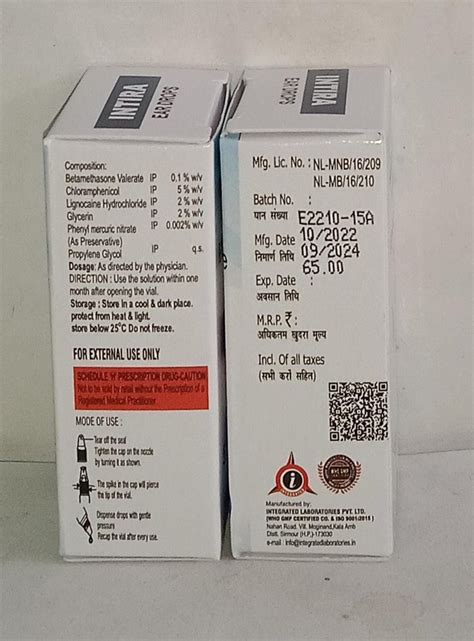 INTIRA
EAR DROPS
Composition:
Betamethasone Valerate IP 0.1% w/v
Chloramphenicol IP 5% w/v
Lignocaine Hydrochloride IP 2% w/v
Glycerin IP 2% w/v
Phenyl mercuric nitrate IP 0.002% w/v
(As Preservative)
Propylene Glycol IP q.s.
Dosage: As directed by the physician.
DIRECTION : Use the solution within one
month after opening the vial.
Storage : Store in a cool & dark place.
protect from heat & light.
store below 25°C Do not freeze.
FOR EXTERNAL USE ONLY
SCHEDULE 'H' PRESCRIPTION DRUG-CAUTION
Not to be sold by retail without the Prescription of a
Registered Medical Practitioner.
MODE OF USE :
Tear off the seal
Tighten the cap on the nozzle
by turning it as shown.
The spike in the cap will pierce
the tip of the vial.
Dispense drops with gentle
pressure
Recap the vial after every use.
INTIRA
EAR DROPS
Mfg. Lic. No. : NL-MNB/16/209
NL-MB/16/210
Batch No. :
यान संख्या E2210-15A
Mfg. Date 10/2022
निर्माण तिथि 09/2024
65.00
Exp. Date :
अवसान तिथि
M.R.P. ₹ :
अधिकतम खुदरा मूल्य
Incl. Of all taxes
(सभी करों सहित)
i
INTEGRATED
WHO GMP
Manufactured by:
INTEGRATED LABORATORIES PVT. LTD.
(WHO GMP CERTIFIED CO. & ISO 9001:2015 )
Nahan Road, Vill. Moginand, Kala Amb
Distt. Sirmour (H.P.)-173030
e-mail : info@integratedlaboratories.in